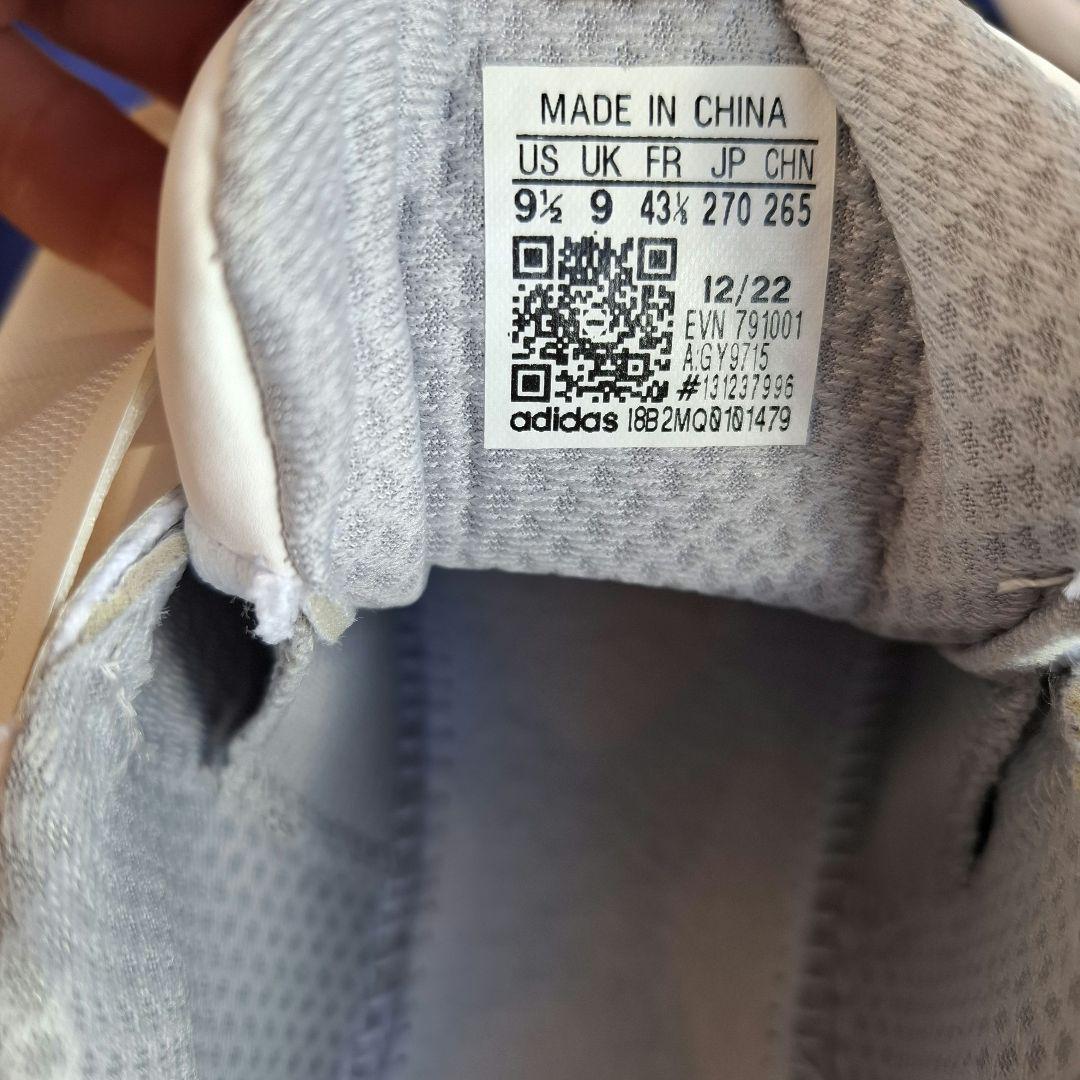 MADE IN CHINA
US UK FR JP CHN
9½ 9 43⅓ 270 265
12/22
EVN 791001
A.GY9715
#131237996
adidas I8B2MQ0101479